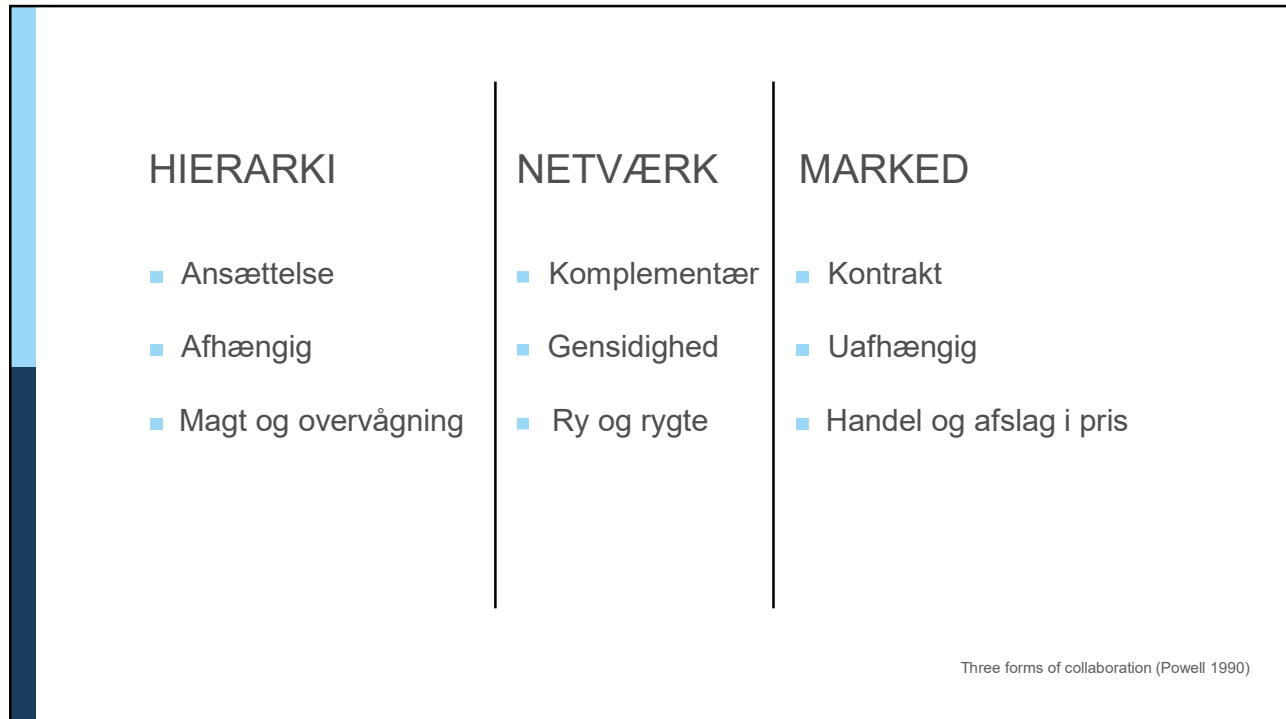 HIERARKI
Ansættelse
Afhængig
Magt og overvågning
NETVÆRK
Komplementær
Gensidighed
Ry og rygte
MARKED
Kontrakt
Uafhængig
Handel og afslag i pris
Three forms of collaboration (Powell 1990)